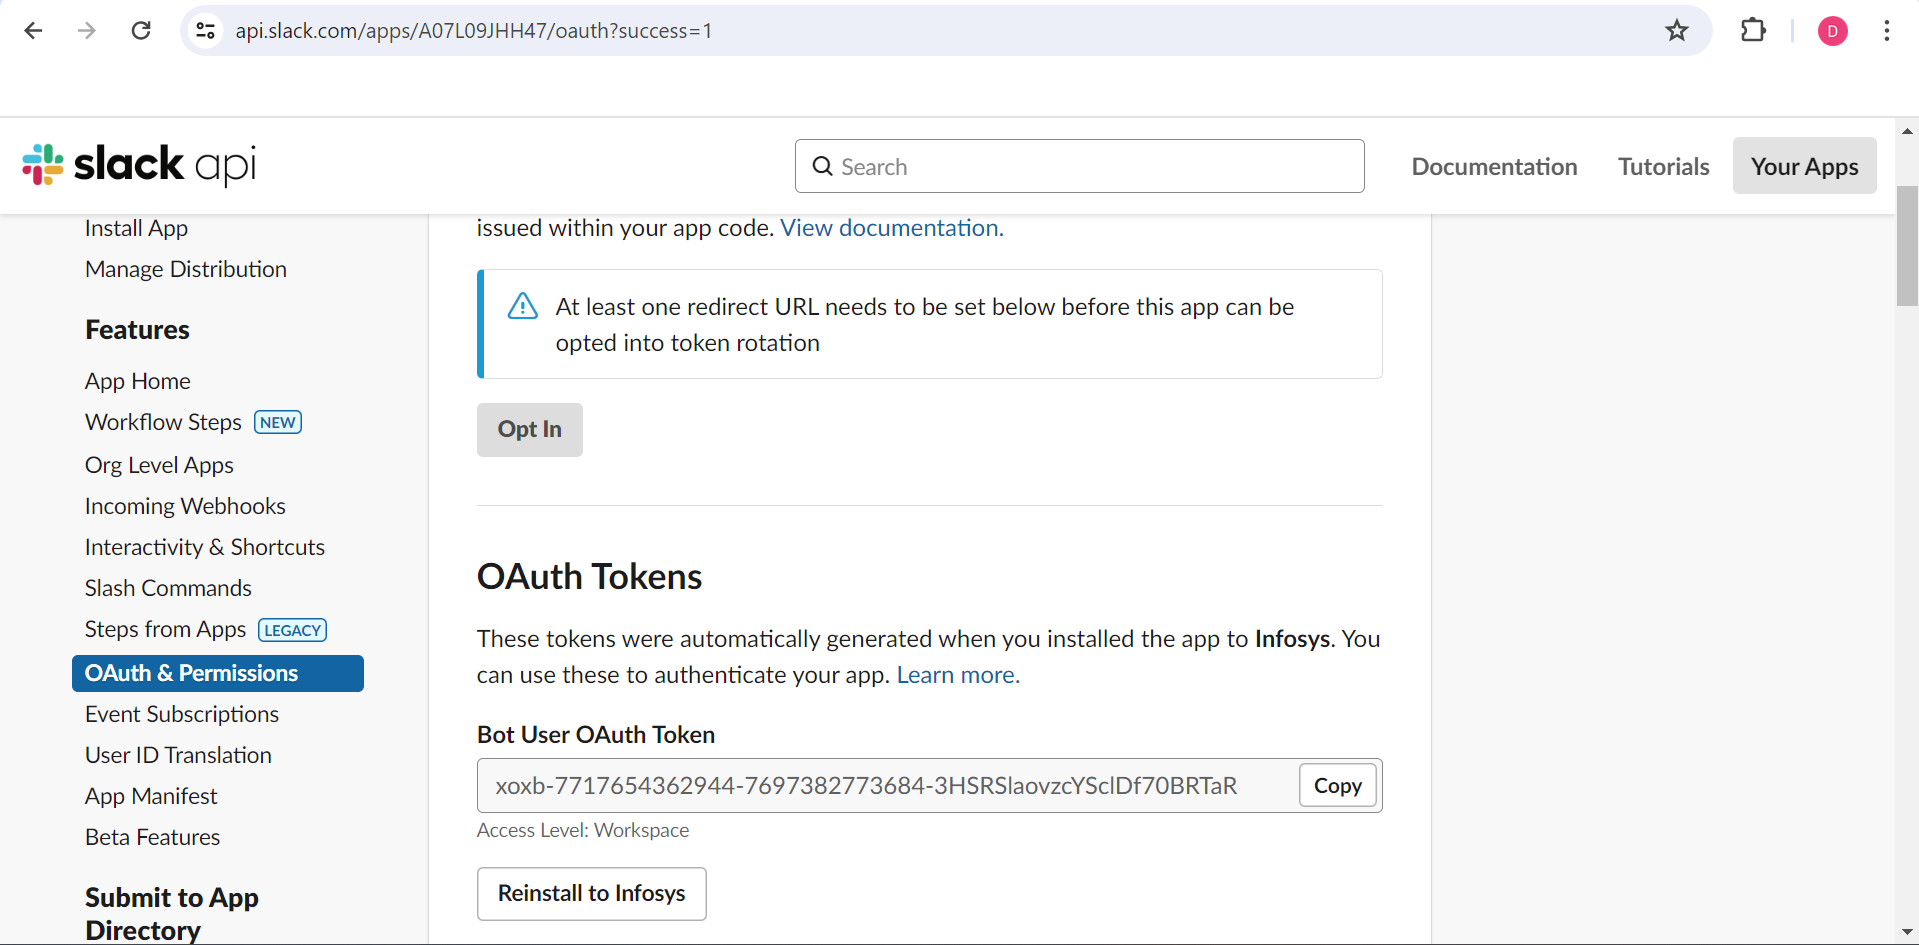 api.slack.com/apps/A07L09JHH47/oauth?success=1
D
slack api
Search
Documentation
Tutorials
Your Apps
Install App
Manage Distribution
Features
App Home
Workflow Steps NEW
Org Level Apps
Incoming Webhooks
Interactivity & Shortcuts
Slash Commands
Steps from Apps LEGACY
OAuth & Permissions
Event Subscriptions
User ID Translation
App Manifest
Beta Features
Submit to App
Directory
issued within your app code. View documentation.
At least one redirect URL needs to be set below before this app can be
opted into token rotation
Opt In
OAuth Tokens
These tokens were automatically generated when you installed the app to Infosys. You
can use these to authenticate your app. Learn more.
Bot User OAuth Token
xoxb-7717654362944-7697382773684-3HSRSlaovzcYSclDf70BRTaR
Copy
Access Level: Workspace
Reinstall to Infosys